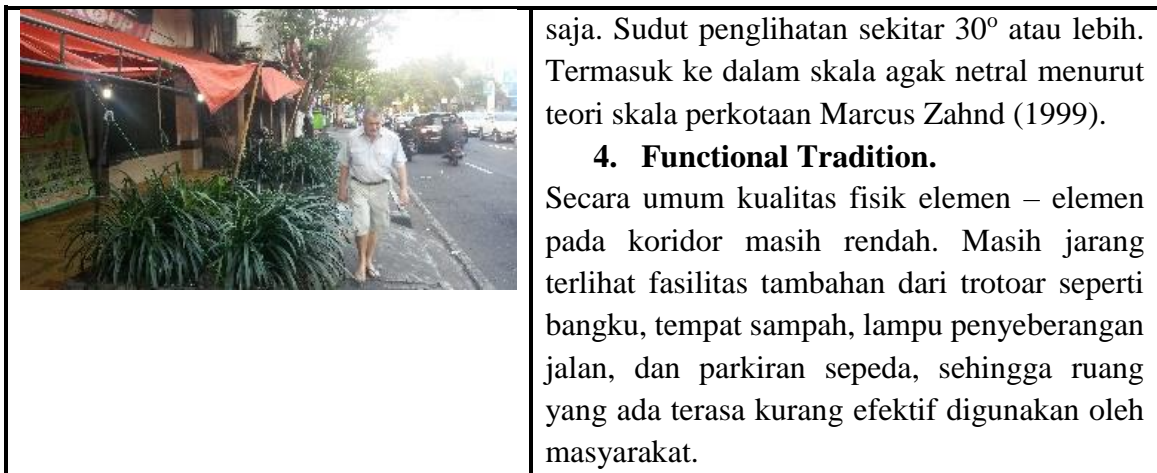 saja. Sudut penglihatan sekitar 30º atau lebih.
Termasuk ke dalam skala agak netral menurut
teori skala perkotaan Marcus Zahnd (1999).
4. Functional Tradition.
Secara umum kualitas fisik elemen – elemen
pada koridor masih rendah. Masih jarang
terlihat fasilitas tambahan dari trotoar seperti
bangku, tempat sampah, lampu penyeberangan
jalan, dan parkiran sepeda, sehingga ruang
yang ada terasa kurang efektif digunakan oleh
masyarakat.